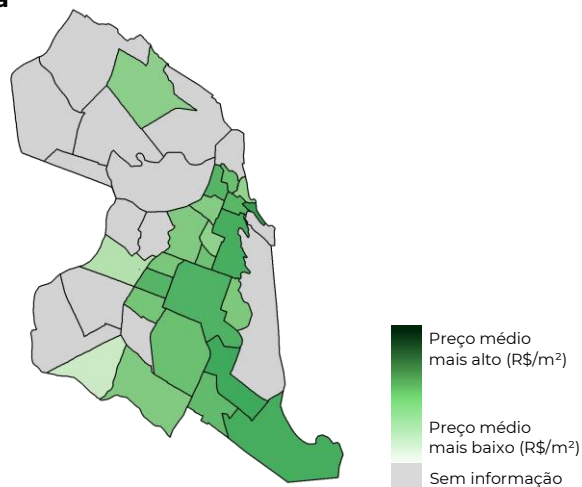 Preço médio
mais alto (R$/m²)
Preço médio
mais baixo (R$/m²)
Sem informação